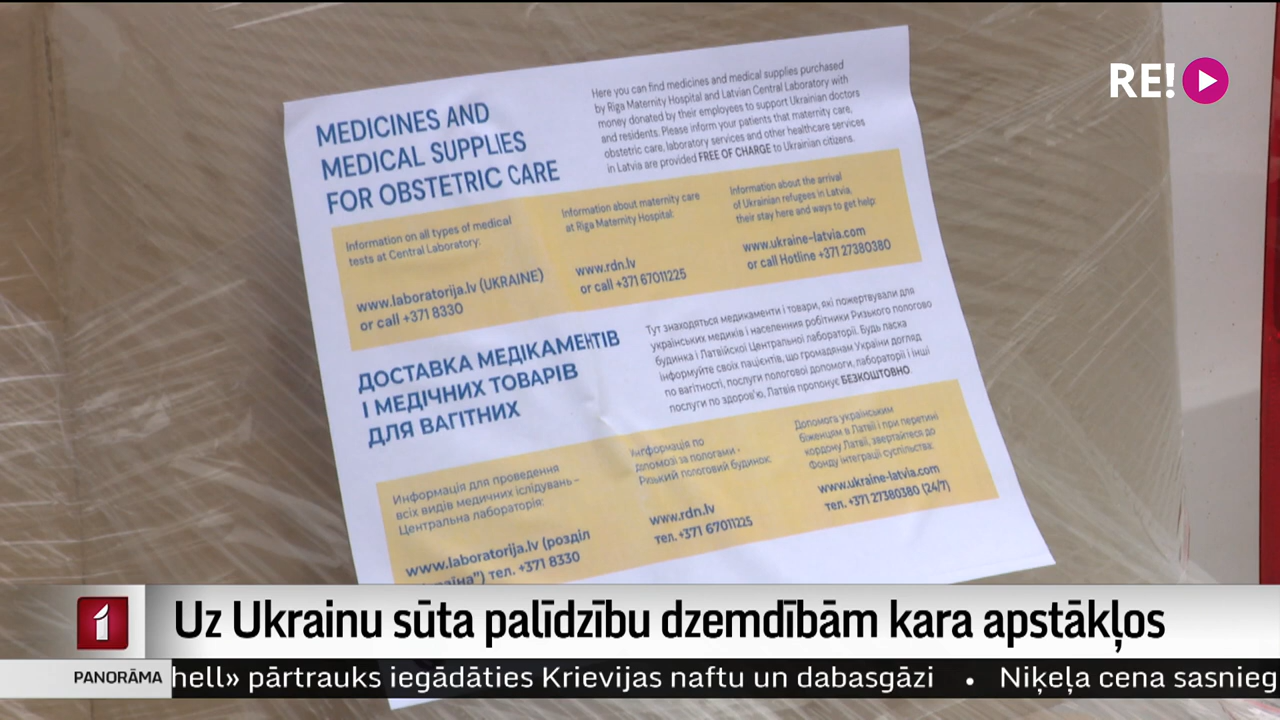 RE!
MEDICINES AND
MEDICAL SUPPLIES
FOR OBSTETRIC CARE
Here you can find medicines and medical supplies purchased
by Riga Maternity Hospital and Latvian Central Laboratory with
money donated by their employees to support Ukrainian doctors
and residents. Please inform your patients that maternity care,
obstetric care, laboratory services and other healthcare services
in Latvia are provided FREE OF CHARGE to Ukrainian citizens.
Information on all types of medical
tests at Central Laboratory:
www.laboratorija.lv (UKRAINE)
or call +371 8330
Information about maternity care
at Riga Maternity Hospital:
www.rdn.lv
or call +371 67011225
Information about the arrival
of Ukrainian refugees in Latvia,
their stay here and ways to get help:
www.ukraine-latvia.com
or call Hotline +371 27380380
ДОСТАВКА МЕДІКАМЕНТІВ
І МЕДІЧНИХ ТОВАРІВ
ДЛЯ ВАГІТНИХ
Тут знаходяться медикаменти і товари, які пожертвували для
українських медиків і населенния робітники Ризького пологово
будинка і Латвійскої Центральної лабораторії. Будь ласка
інформуйте своїх пацієнтів, що громадянам України догляд
по вагітності, послуги пологової допомоги, лабораторії і інші
послуги по здоров'ю, Латвія пропонує БЕЗКОШТОВНО.
Информація для проведення
всіх видів медичних іслідувань –
Центральна лабораторія:
www.laboratorija.lv (розділ
"Україна") тел. +371 8330
Інформація по
допомозі за пологами -
Ризький пологовий будинок:
www.rdn.lv
тел. +371 67011225
Допомога українським
біженцям в Латвії і при перетині
кордону Латвії, звертайтеся до
Фонду інтеграції суспільства:
www.ukraine-latvia.com
тел. +371 27380380 (24/7)
1
Uz Ukrainu sūta palīdzību dzemdībām kara apstākļos
PANORĀMA
hell» pārtrauks iegādāties Krievijas naftu un dabasgāzi • Niķeļa cena sasnieg